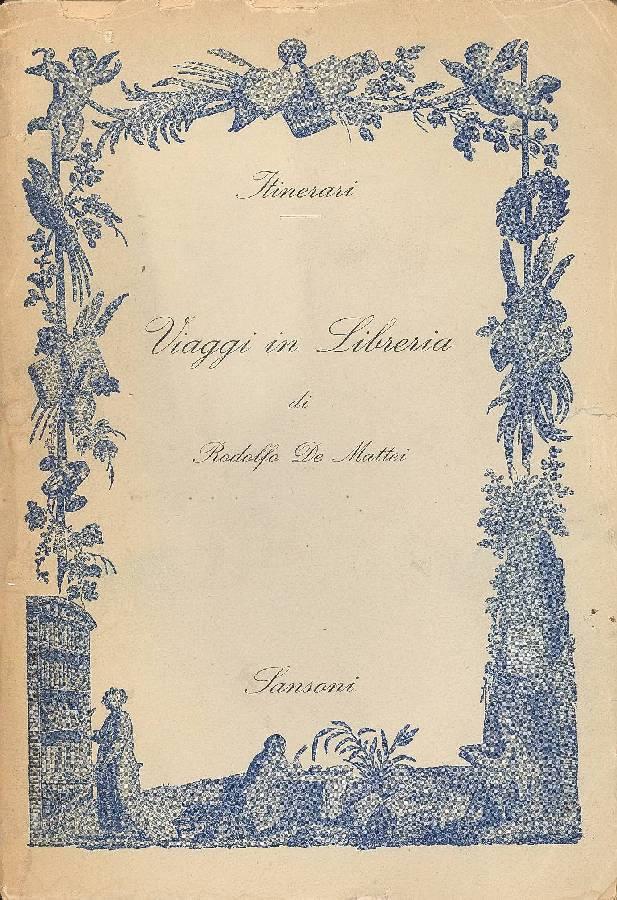 Itinerari
Viaggi in Libreria
di
Rodolfo De Mattei
Sansoni